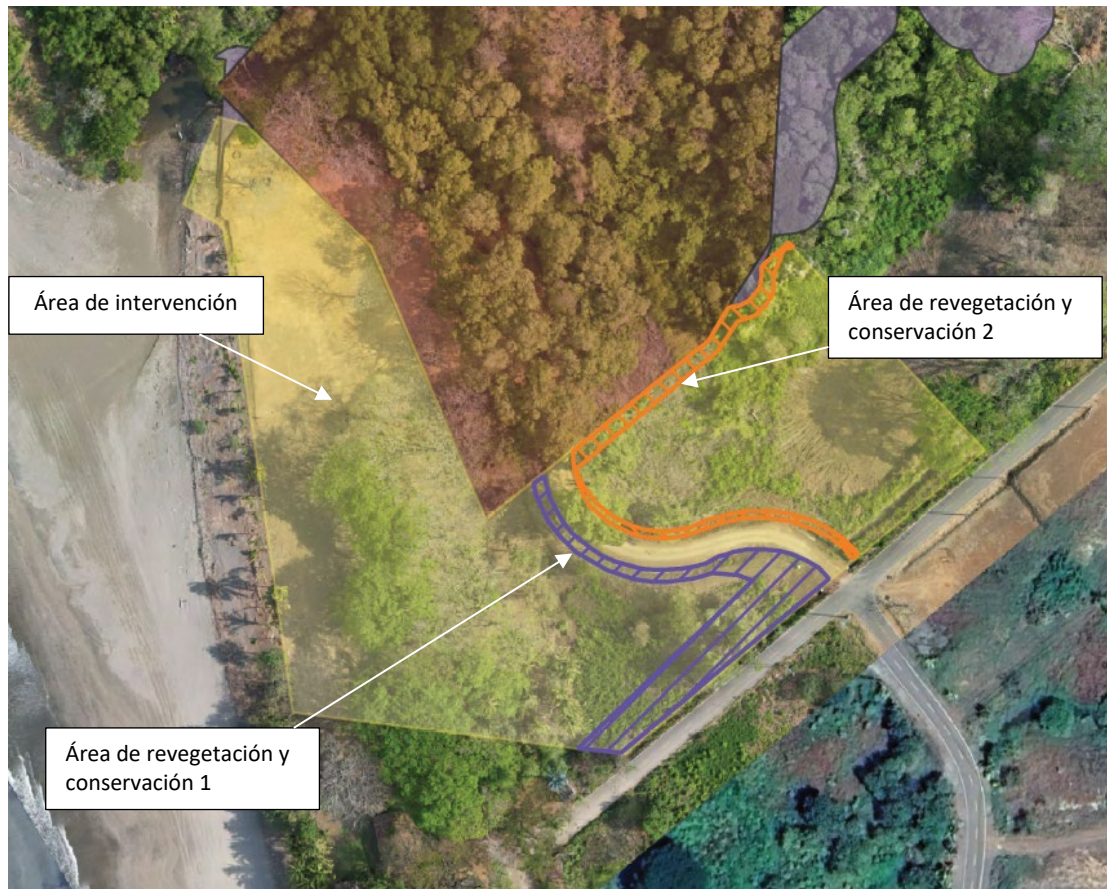 Área de intervención
Área de revegetación y
conservación 2
Área de revegetación y
conservación 1